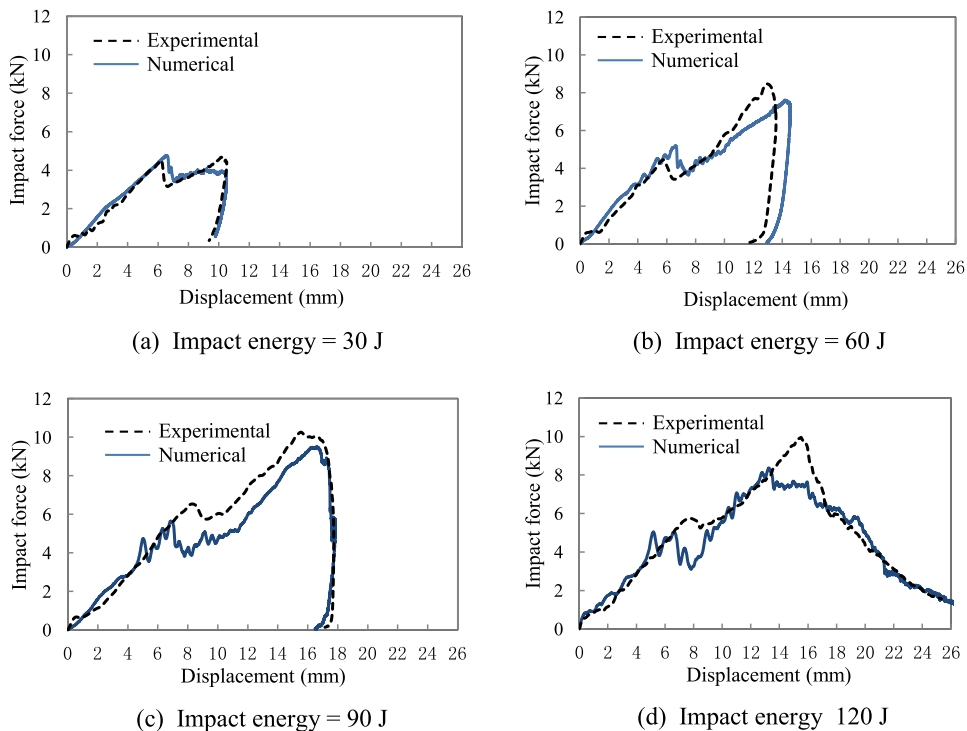 12
10
8
6
4
2
0
Impact force (kN)
Experimental
Numerical
0 2 4 6 8 10 12 14 16 18 20 22 24 26
Displacement (mm)
(a) Impact energy = 30 J
12
10
8
6
4
2
0
Impact force (kN)
Experimental
Numerical
0 2 4 6 8 10 12 14 16 18 20 22 24 26
Displacement (mm)
(b) Impact energy = 60 J
12
10
8
6
4
2
0
Impact force (kN)
Experimental
Numerical
0 2 4 6 8 10 12 14 16 18 20 22 24 26
Displacement (mm)
(c) Impact energy = 90 J
12
10
8
6
4
2
0
Impact force (kN)
Experimental
Numerical
0 2 4 6 8 10 12 14 16 18 20 22 24 26
Displacement (mm)
(d) Impact energy 120 J